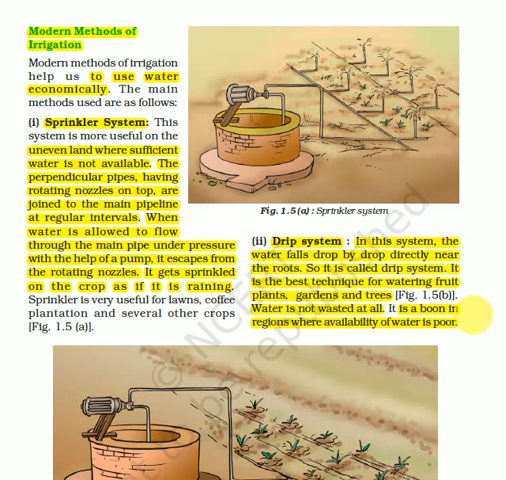 Modern Methods of
Irrigation
Modern methods of irrigation
help us to use water
economically. The main
methods used are as follows:
(i) Sprinkler System: This
system is more useful on the
uneven land where sufficient
water is not available. The
perpendicular pipes, having
rotating nozzles on top, are
joined to the main pipeline
at regular intervals. When
water is allowed to flow
through the main pipe under pressure
with the help of a pump, it escapes from
the rotating nozzles. It gets sprinkled
on the crop as if it is raining.
Sprinkler is very useful for lawns, coffee
plantation and several other crops
[Fig. 1.5 (a)].
Fig. 1.5 (a) : Sprinkler system
(ii) Drip system : In this system, the
water falls drop by drop directly near
the roots. So it is called drip system. It
is the best technique for watering fruit
plants, gardens and trees [Fig. 1.5(b)].
Water is not wasted at all. It is a boon in
regions where availability of water is poor.